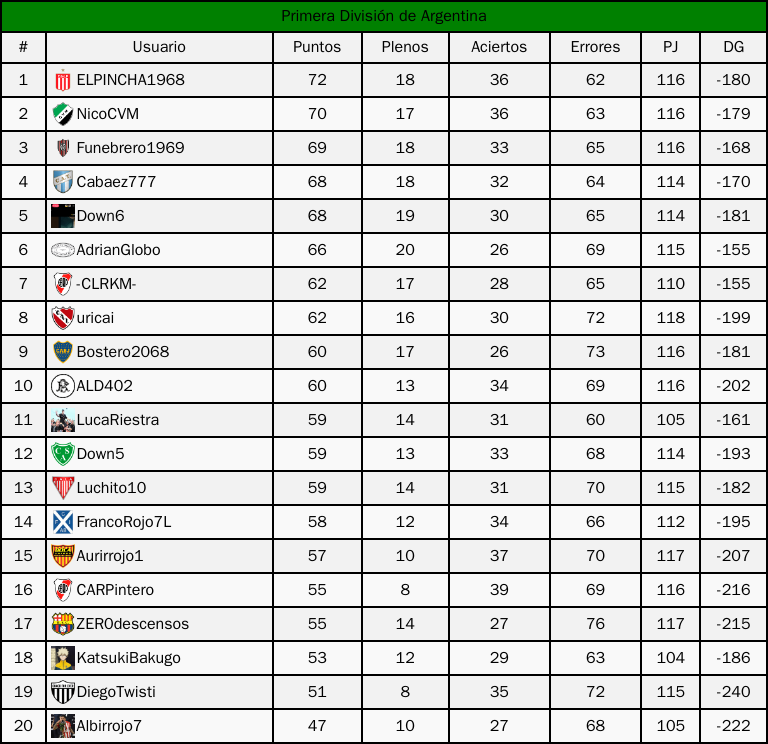 Primera División de Argentina
# Usuario Puntos Plenos Aciertos Errores PJ DG
1 ELPINCHA1968 72 18 36 62 116 -180
2 NicoCVM 70 17 36 63 116 -179
3 Funebrero1969 69 18 33 65 116 -168
4 Cabaez777 68 18 32 64 114 -170
5 Down6 68 19 30 65 114 -181
6 AdrianGlobo 66 20 26 69 115 -155
7 -CLRKM- 62 17 28 65 110 -155
8 uricai 62 16 30 72 118 -199
9 Bostero2068 60 17 26 73 116 -181
10 ALD402 60 13 34 69 116 -202
11 LucaRiestra 59 14 31 60 105 -161
12 Down5 59 13 33 68 114 -193
13 Luchito10 59 14 31 70 115 -182
14 FrancoRojo7L 58 12 34 66 112 -195
15 Aurirrojo1 57 10 37 70 117 -207
16 CARPintero 55 8 39 69 116 -216
17 ZER0descensos 55 14 27 76 117 -215
18 KatsukiBakugo 53 12 29 63 104 -186
19 DiegoTwisti 51 8 35 72 115 -240
20 Albirrojo7 47 10 27 68 105 -222